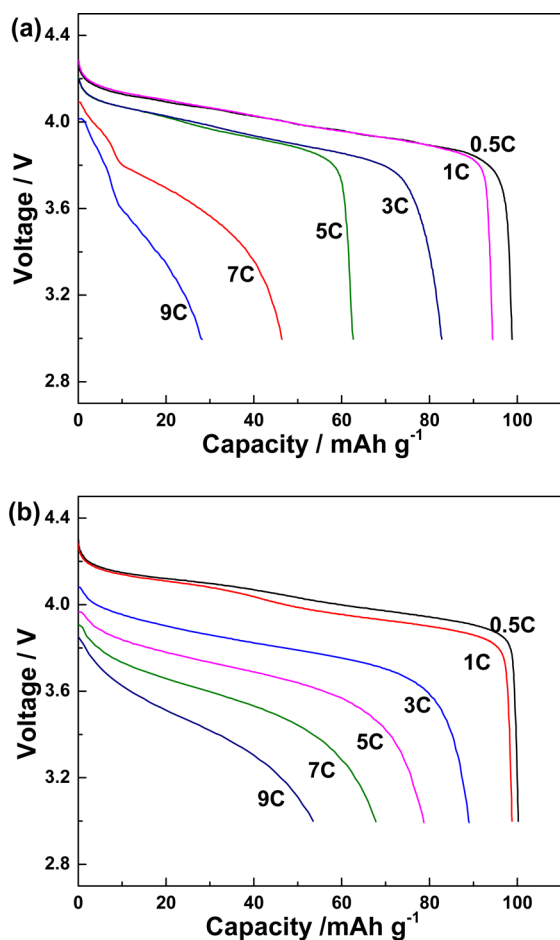 (a)
4.4
4.0
3.6
3.2
2.8
Voltage / V
0.5C
1C
3C
5C
7C
9C
0 20 40 60 80 100
Capacity / mAh g⁻¹
(b)
4.4
4.0
3.6
3.2
2.8
Voltage / V
0.5C
1C
3C
5C
7C
9C
0 20 40 60 80 100
Capacity /mAh g⁻¹